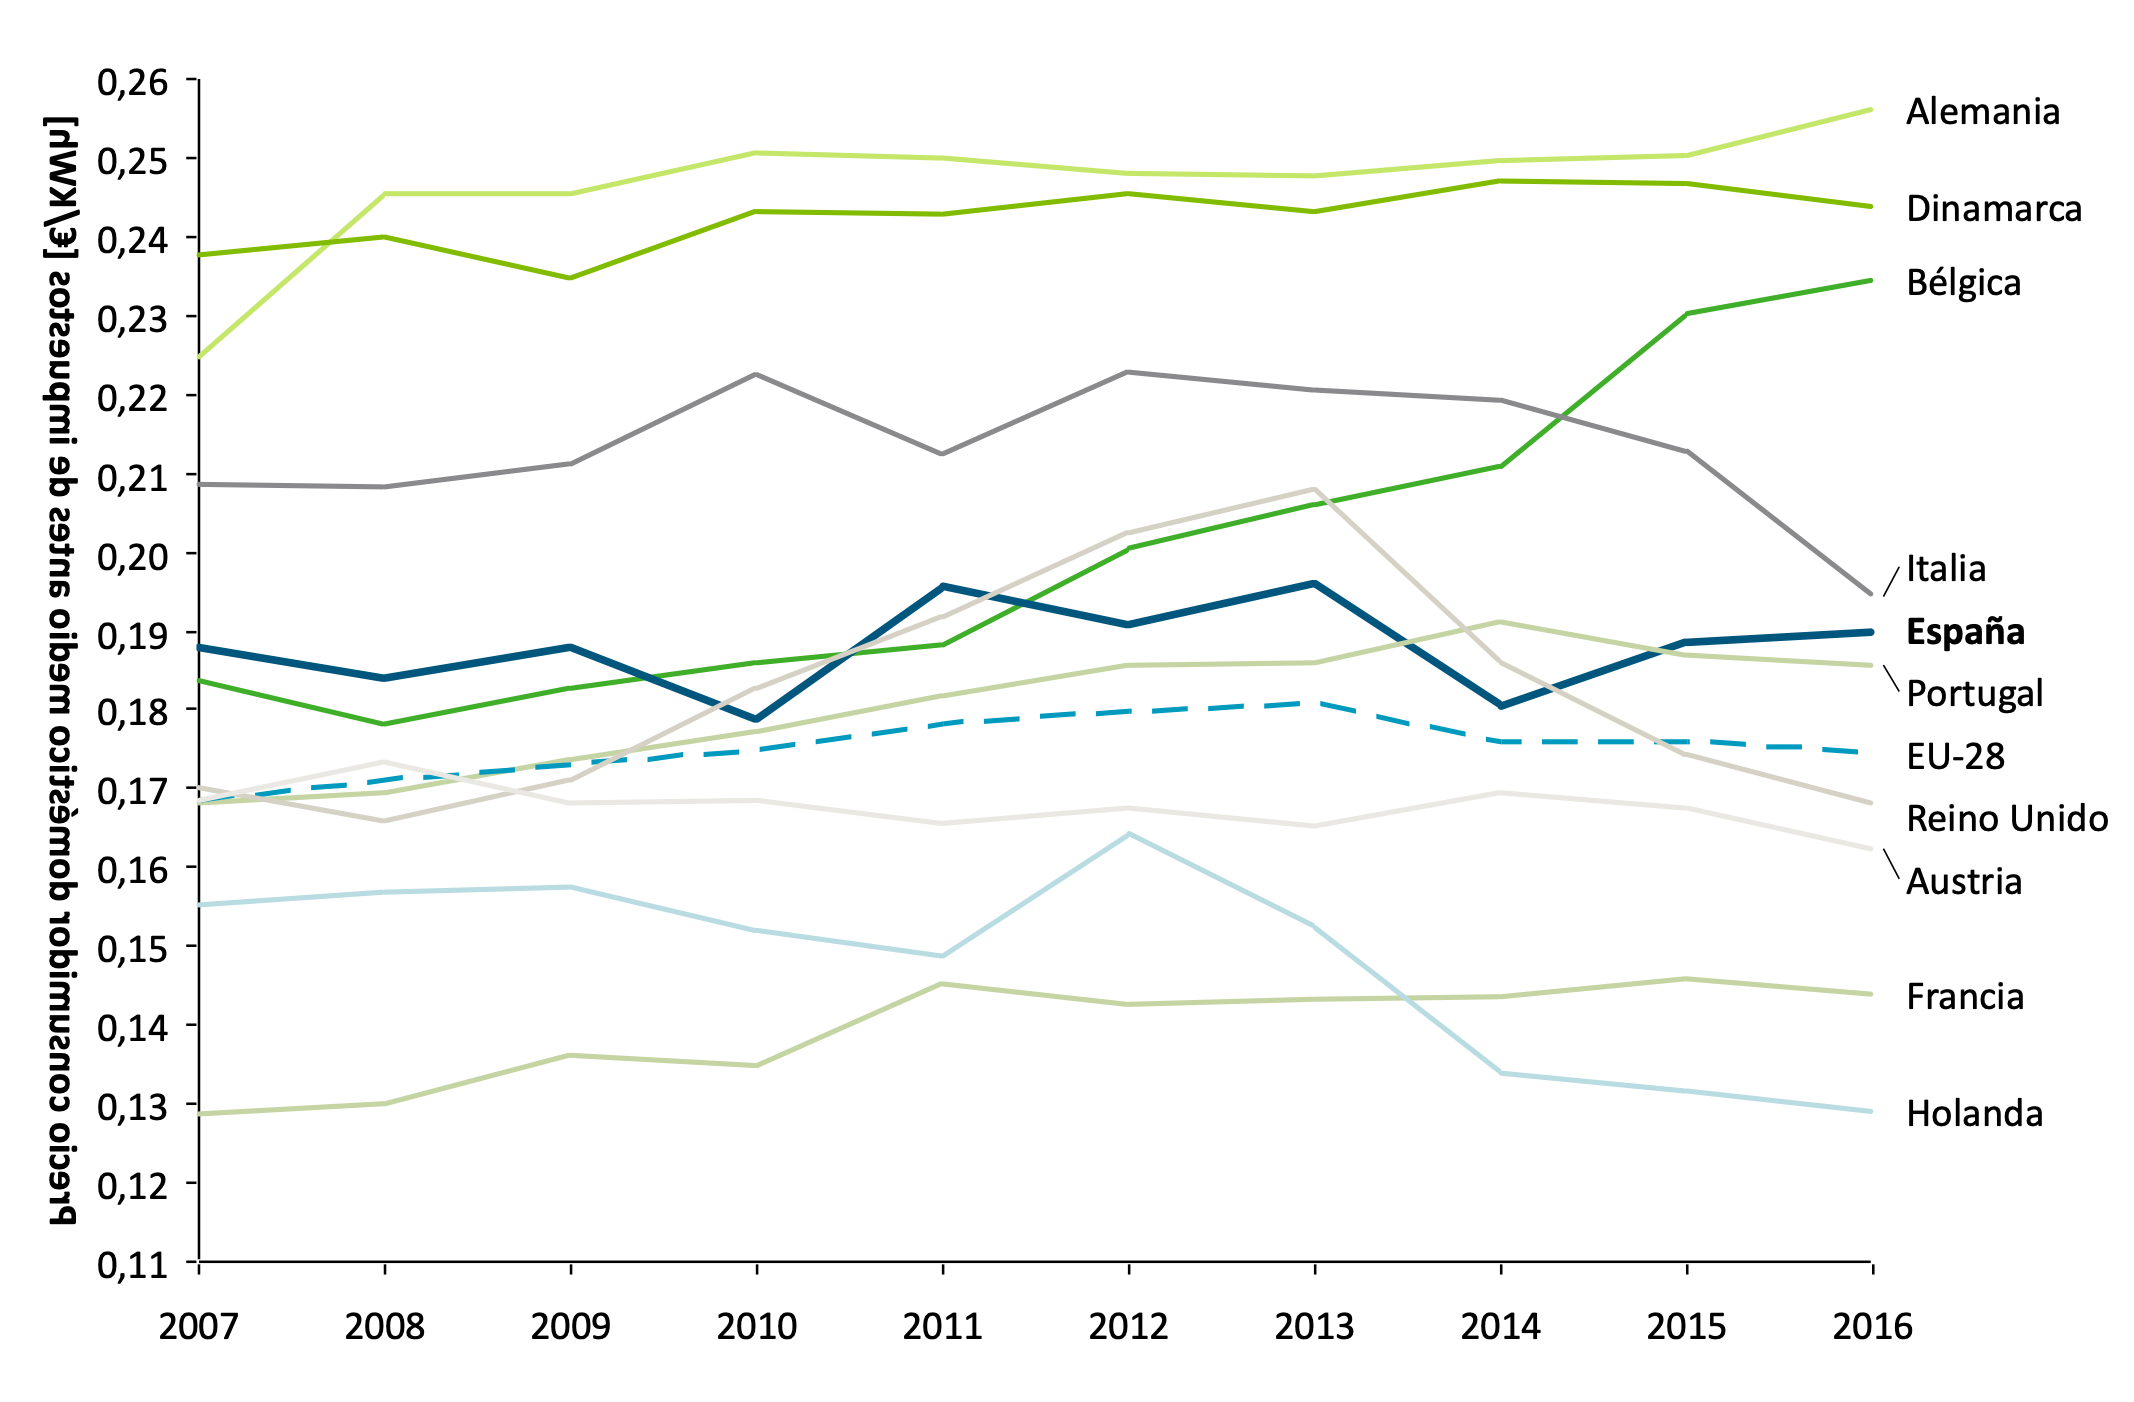 Precio consumidor doméstico medio antes de impuestos [€/KWh]
0,26
0,25
0,24
0,23
0,22
0,21
0,20
0,19
0,18
0,17
0,16
0,15
0,14
0,13
0,12
0,11
2007 2008 2009 2010 2011 2012 2013 2014 2015 2016
Alemania
Dinamarca
Bélgica
Italia
España
Portugal
EU-28
Reino Unido
Austria
Francia
Holanda